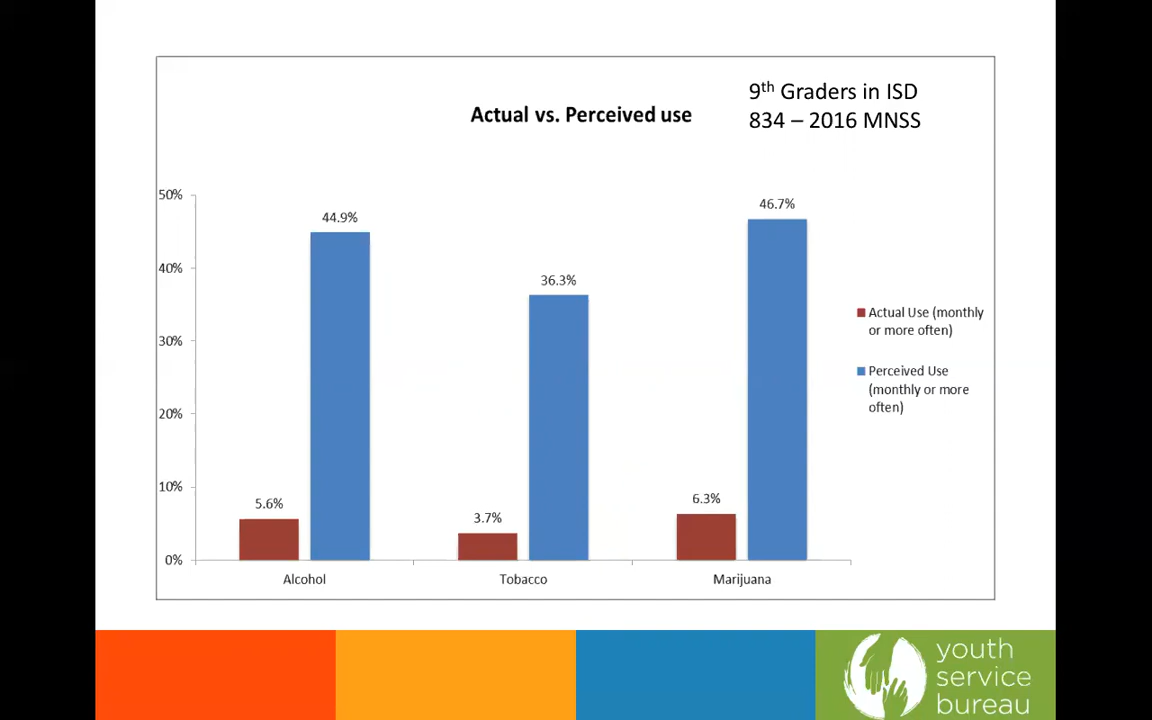 Actual vs. Perceived use
9th Graders in ISD
834 – 2016 MNSS
50%
40%
30%
20%
10%
0%
44.9%
36.3%
46.7%
5.6%
3.7%
6.3%
Alcohol
Tobacco
Marijuana
Actual Use (monthly
or more often)
Perceived Use
(monthly or more
often)
youth
service
bureau